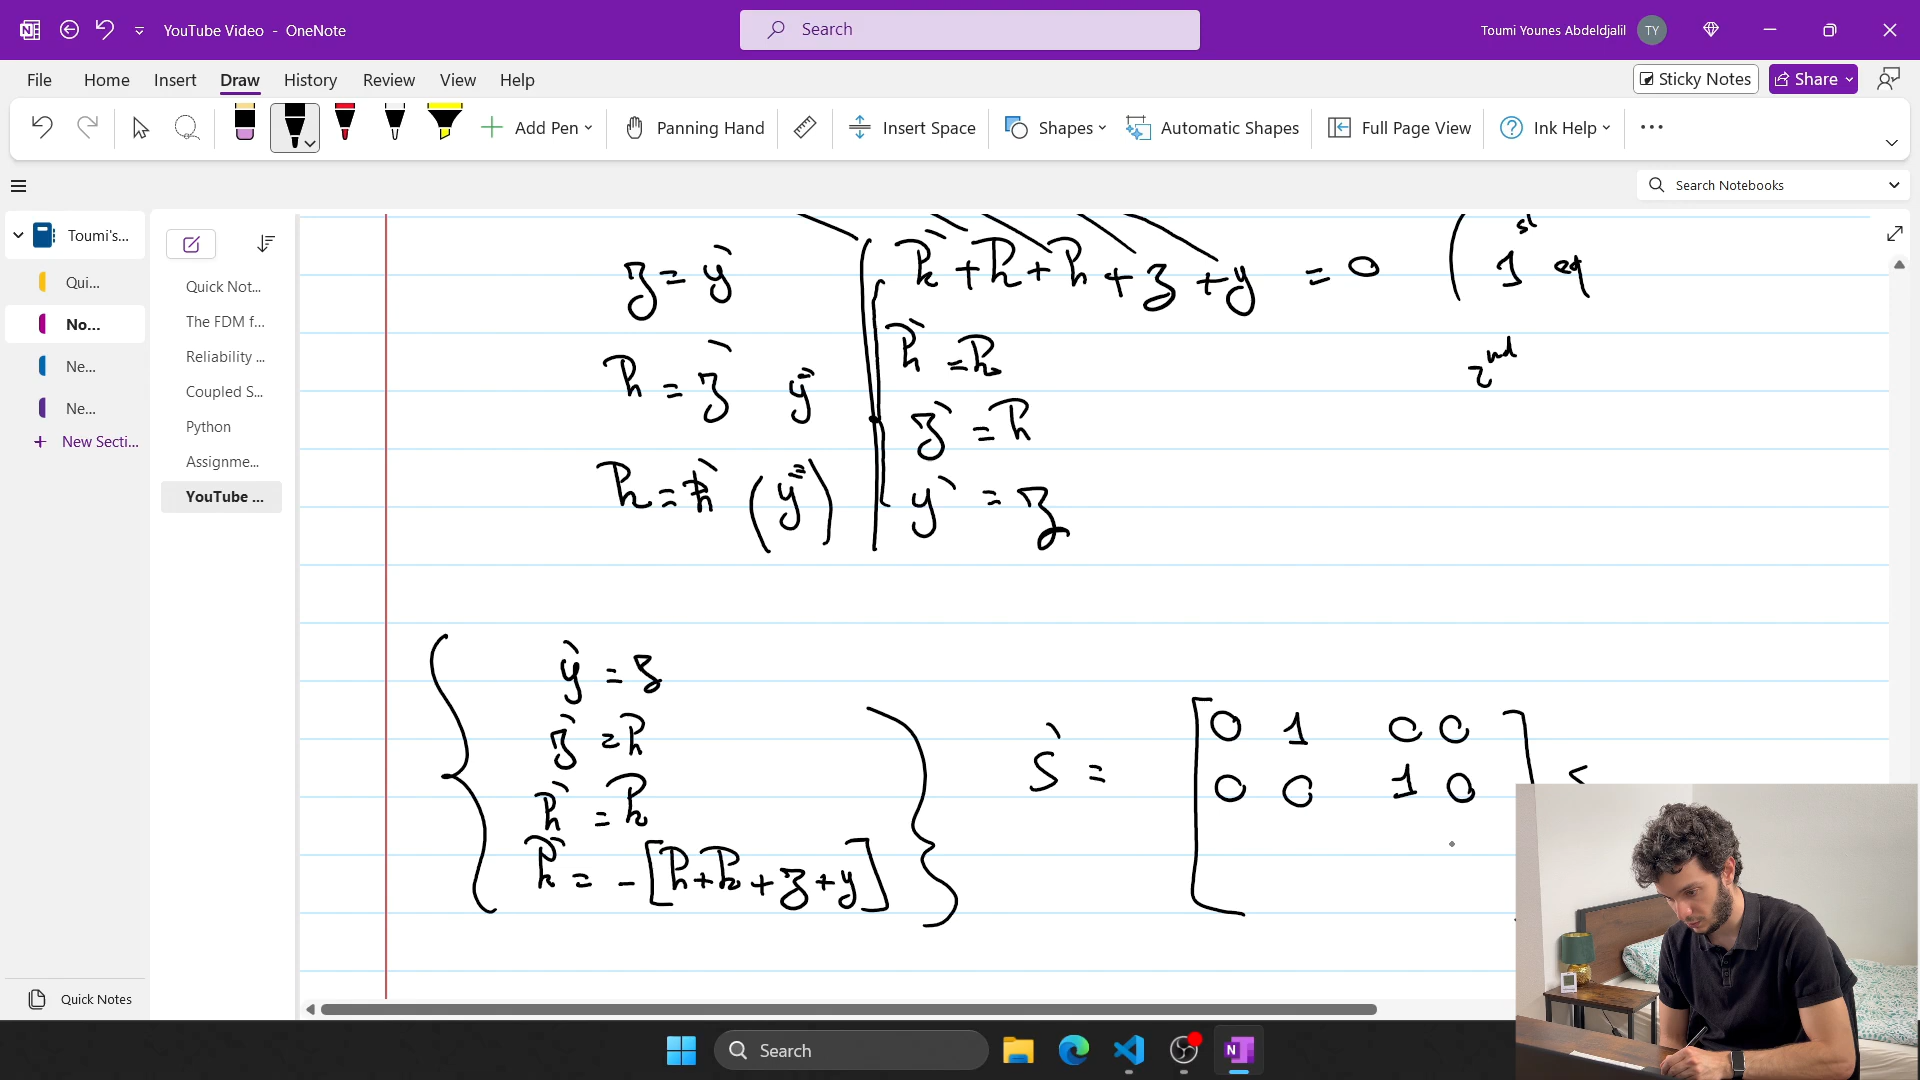 YouTube Video - OneNote
Search
Toumi Younes Abdeldjalil
TY
File Home Insert Draw History Review View Help
Sticky Notes
Share
Add Pen
Panning Hand
Insert Space
Shapes
Automatic Shapes
Full Page View
Ink Help
Search Notebooks
Toumi's...
Qui...
No...
Ne...
Ne...
New Secti...
Quick Notes
Quick Not...
The FDM f...
Reliability ...
Coupled S...
Python
Assignme...
YouTube ...
z = y'
+ z + y = 0
( 1st eq
2nd
z' = h
y' = z
y' = z
z' = h
+ z + y ]
S' =
0 1 0 0
0 0 1 0
Search